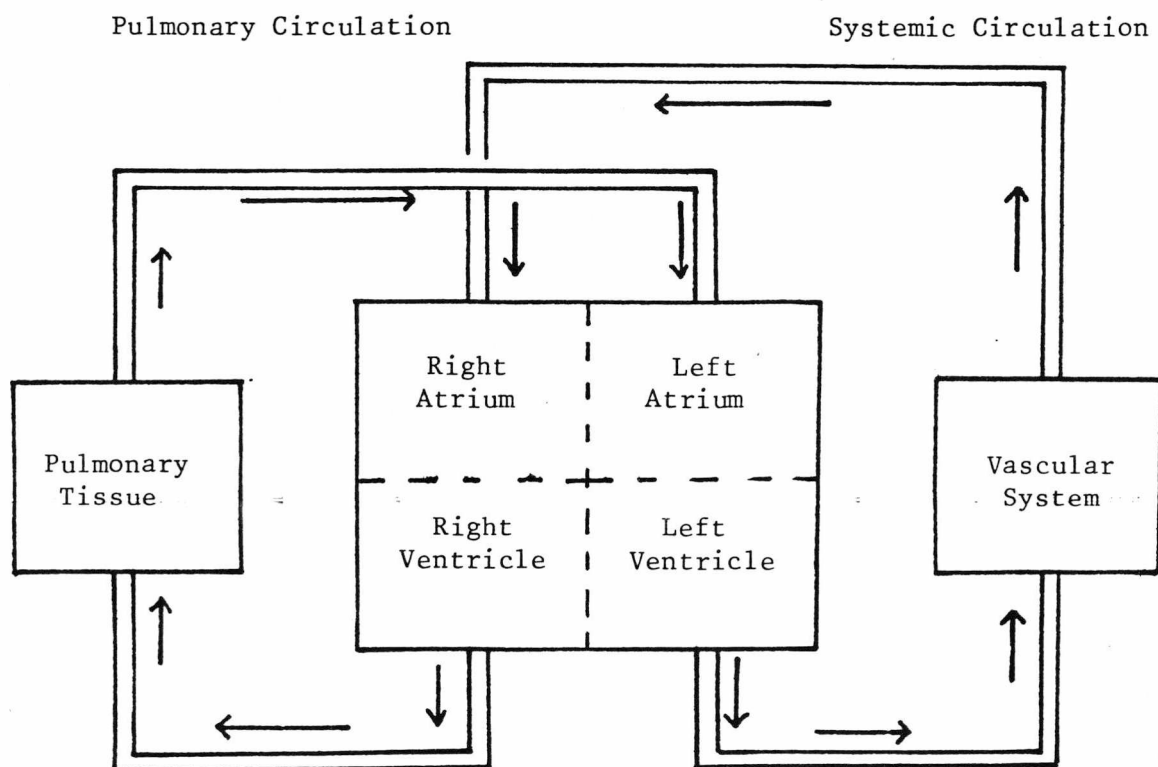 Pulmonary Circulation
Systemic Circulation
Right
Atrium
Left
Atrium
Pulmonary
Tissue
Vascular
System
Right
Ventricle
Left
Ventricle